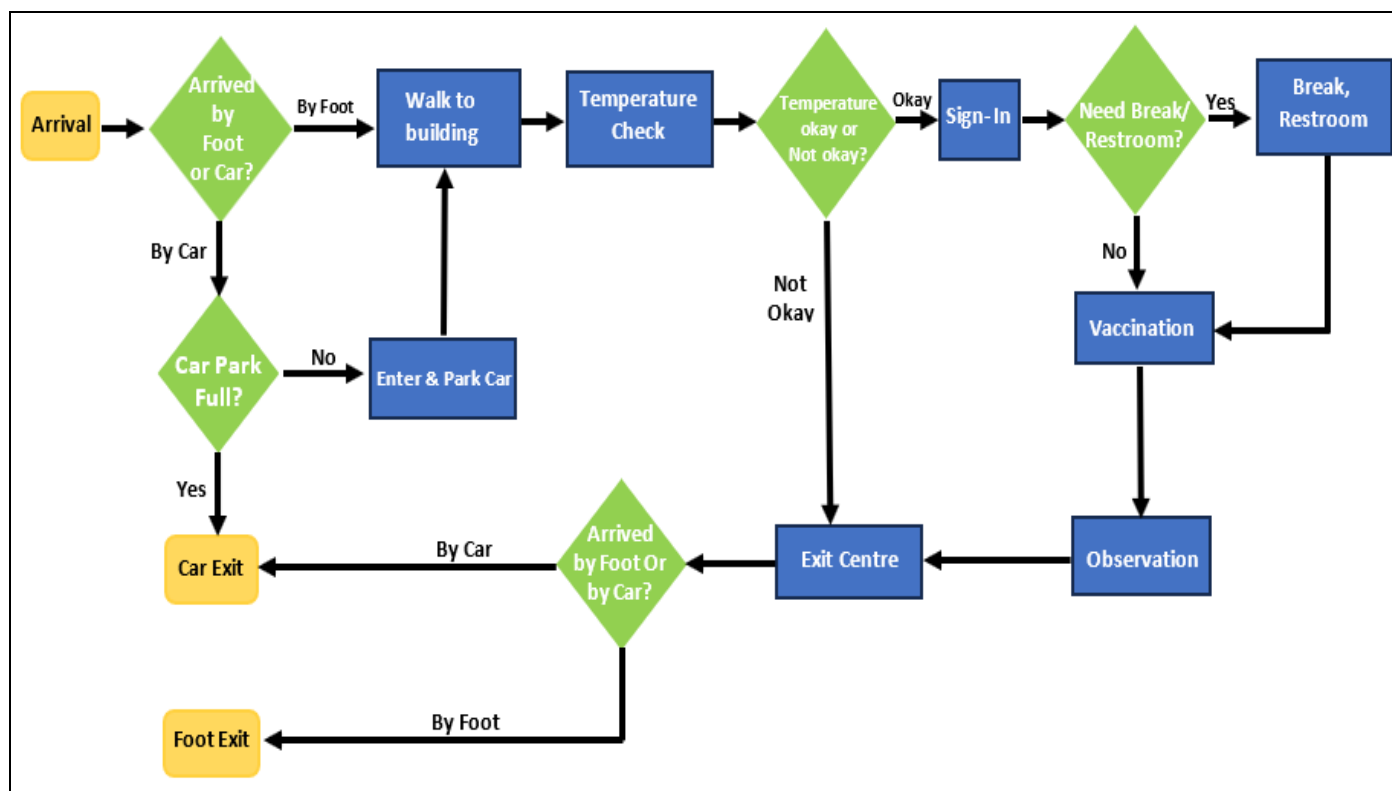 Arrival
Arrived
by
Foot
or Car?
By Foot
Walk to
building
Temperature
Check
Temperature
okay or
Not okay?
Okay
Sign- In
Need Break/
Restroom?
Yes
Break,
Restroom
By Car
Not
Okay
No
Vaccination
Car Park
Full?
No
Enter & Park Car
Yes
Car Exit
By Car
Arrived
by Foot Or
by Car?
Exit Centre
Observation
Foot Exit
By Foot